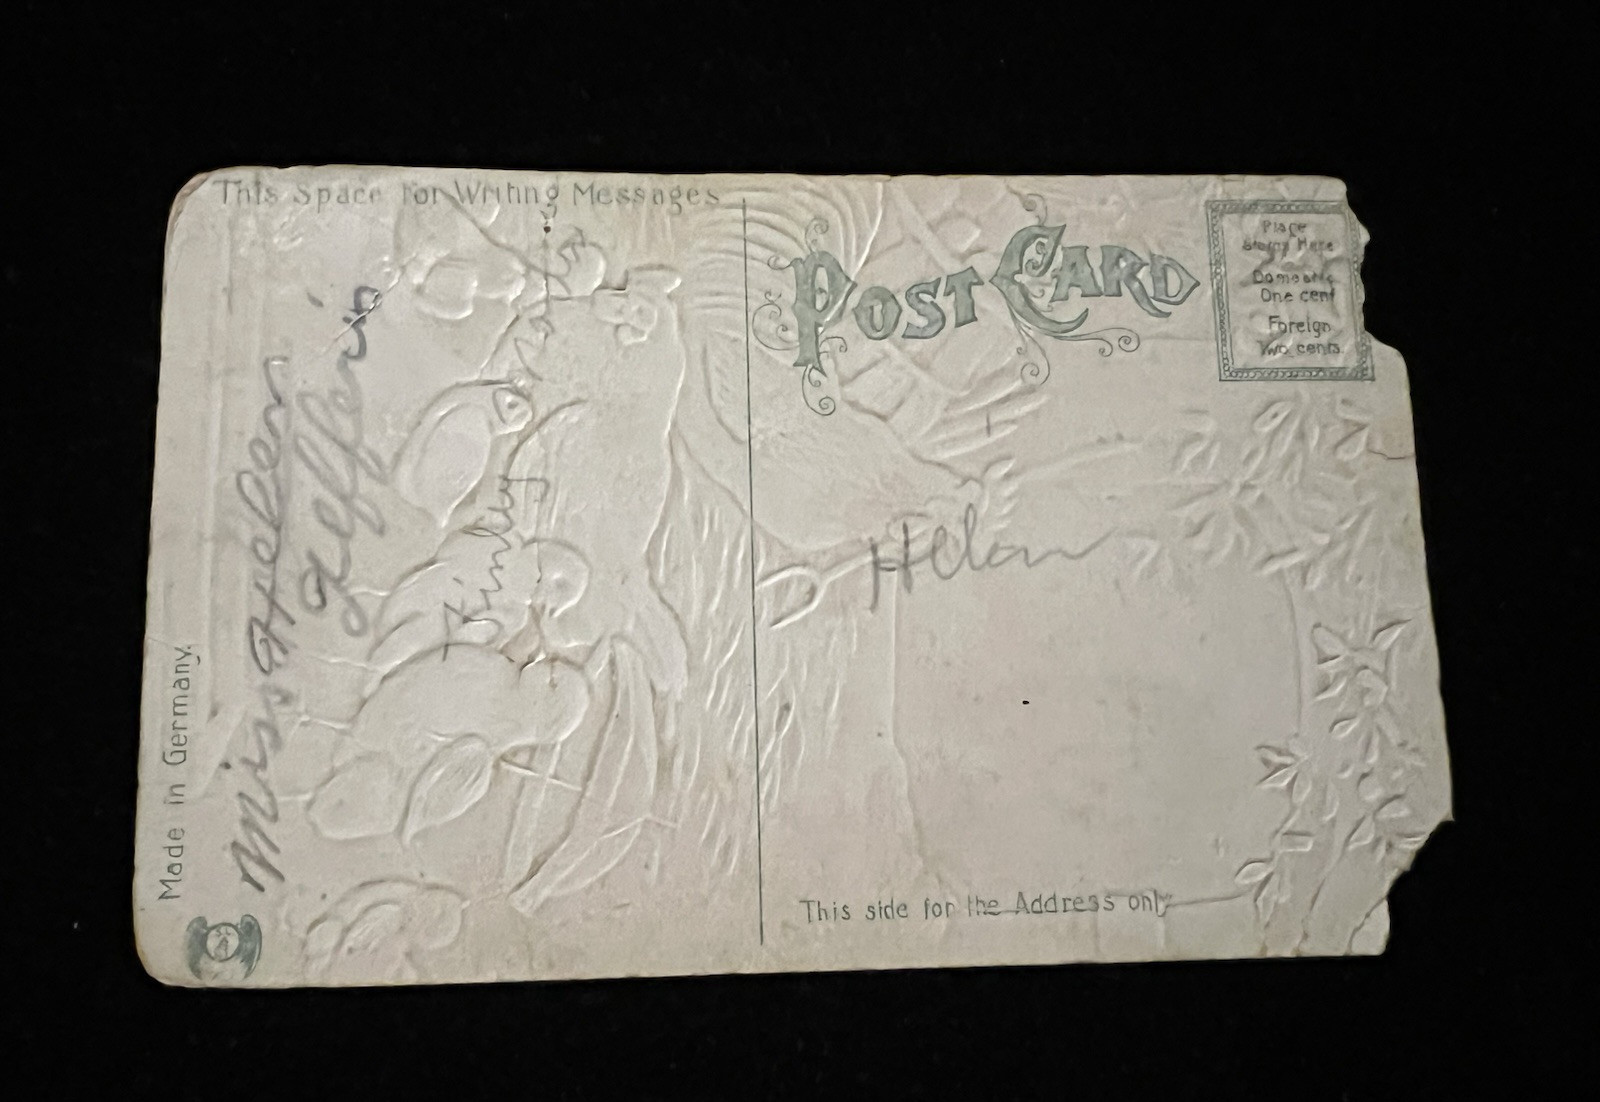 This Space for Writing Messages
POST CARD
Place
Stamp Here
Domestic
One cent
Foreign
Two cents.
Made in Germany.
Miss Hellen
Helen
This side for the Address only